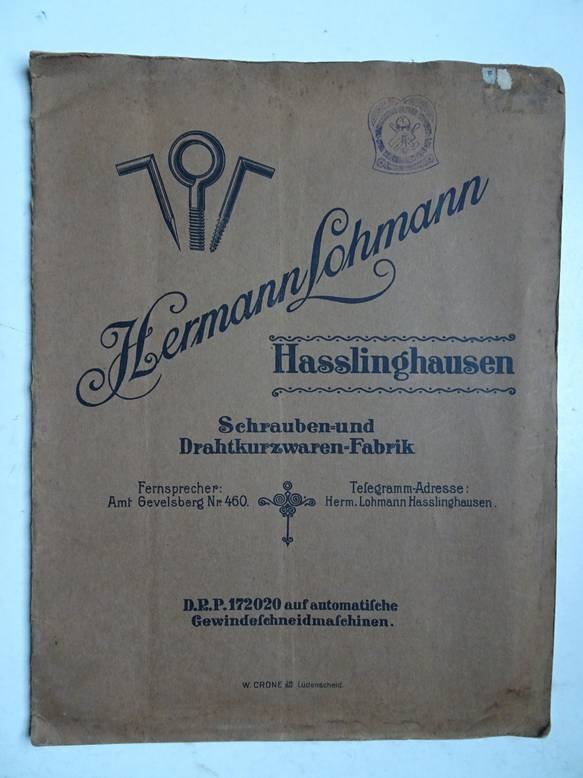 Hermann Lohmann
Hasslinghausen
Schrauben-und
Drahtkurzwaren-Fabrik
Fernsprecher:
Amt Gevelsberg Nr. 460.
Telegramm-Adresse:
Herm. Lohmann Hasslinghausen.
D.R.P. 172020 auf automatiſche
Gewindeſchneidmaſchinen.
W. CRONE Lüdenscheid.